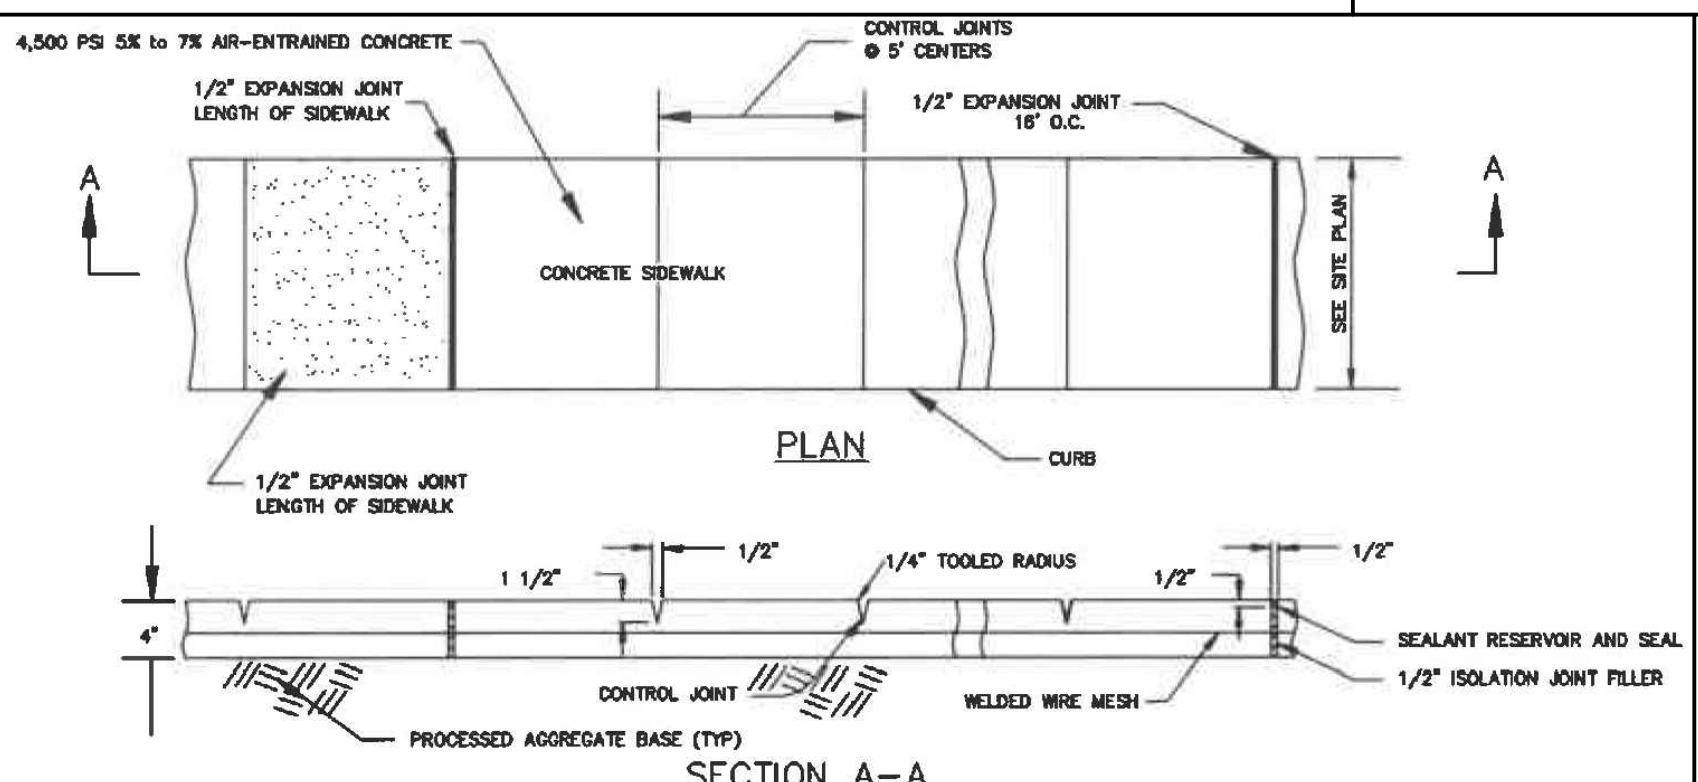 4,500 PSI 5% to 7% AIR-ENTRAINED CONCRETE
CONTROL JOINTS
@ 5' CENTERS
1/2" EXPANSION JOINT
LENGTH OF SIDEWALK
1/2" EXPANSION JOINT
16' O.C.
A
A
CONCRETE SIDEWALK
SEE SITE PLAN
PLAN
CURB
1/2" EXPANSION JOINT
LENGTH OF SIDEWALK
1/2"
1 1/2"
1/4" TOOLED RADIUS
1/2"
1/2"
4"
SEALANT RESERVOIR AND SEAL
1/2" ISOLATION JOINT FILLER
CONTROL JOINT
WELDED WIRE MESH
PROCESSED AGGREGATE BASE (TYP)
SECTION A-A